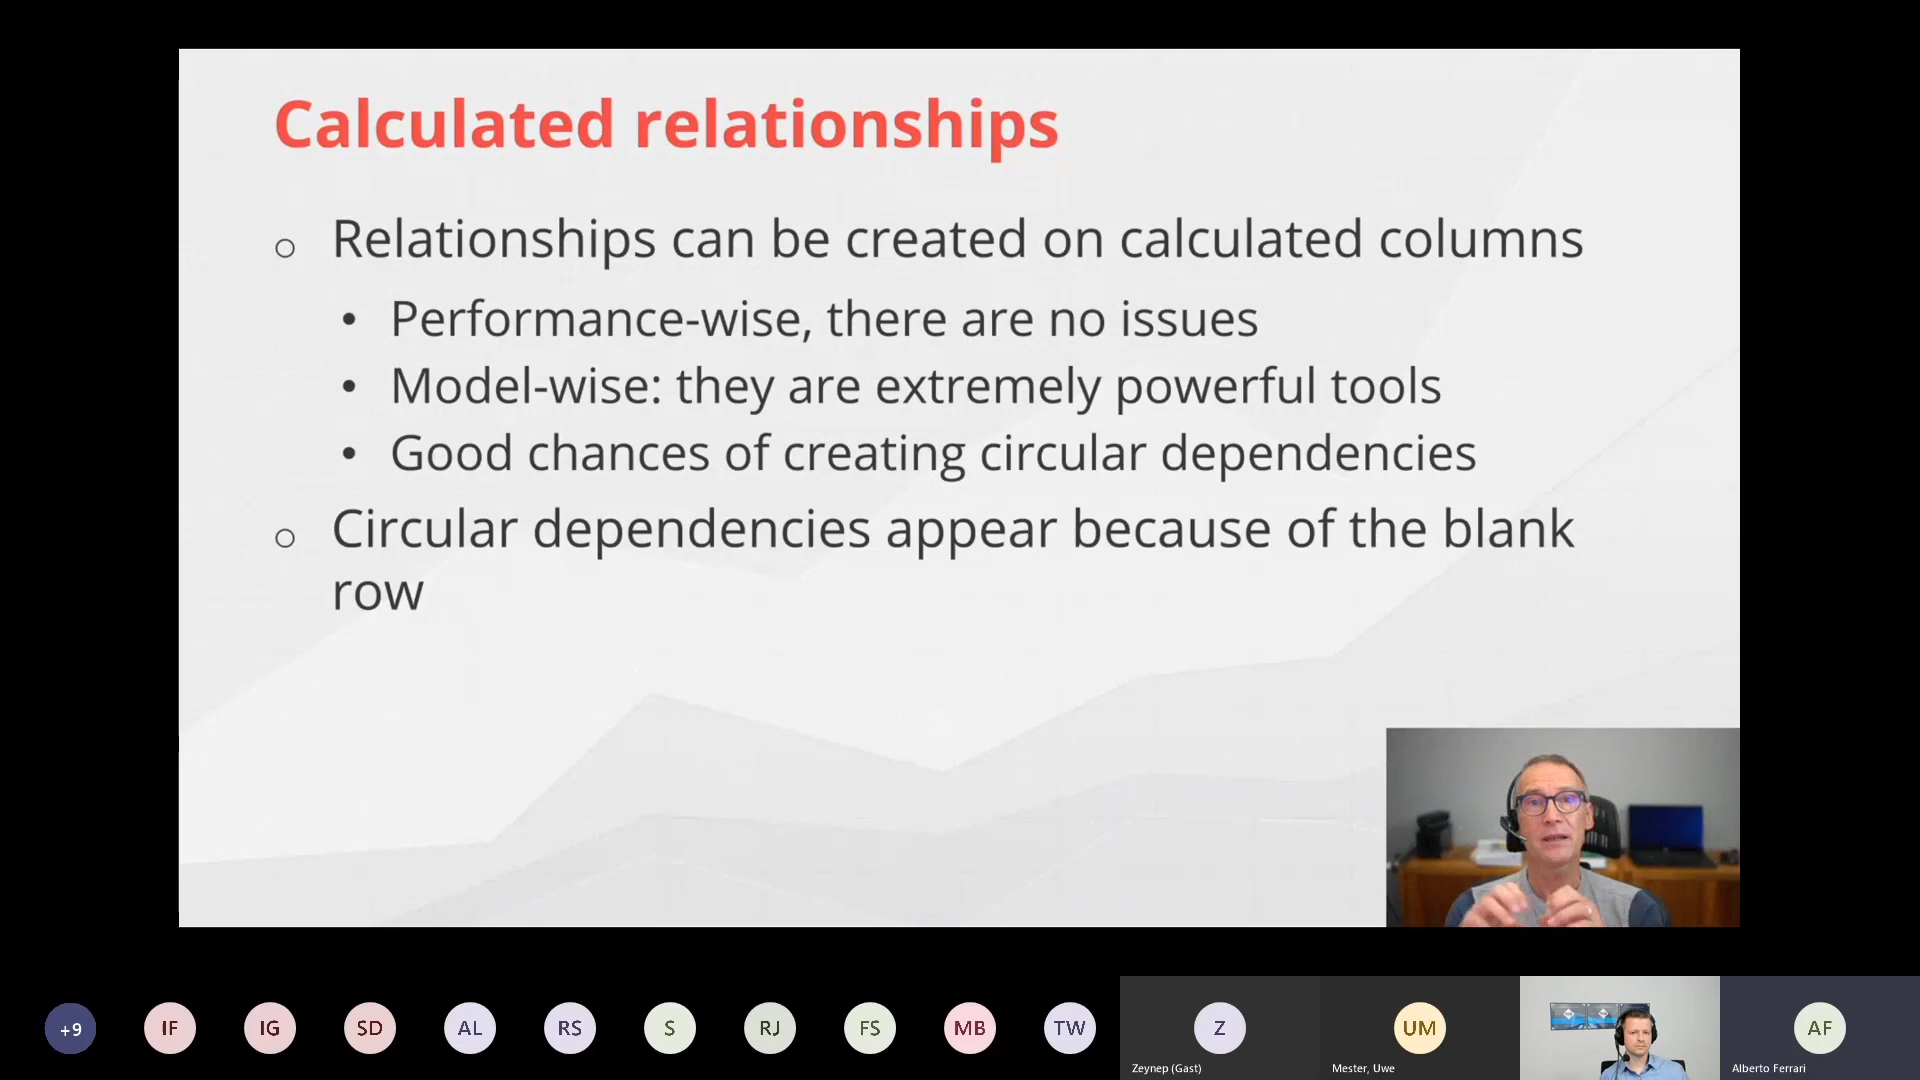 Calculated relationships
Relationships can be created on calculated columns
Performance-wise, there are no issues
Model-wise: they are extremely powerful tools
Good chances of creating circular dependencies
Circular dependencies appear because of the blank
row
+9
IF
IG
SD
AL
RS
S
RJ
FS
MB
TW
Z
UM
AF
Zeynep (Gast)
Mester, Uwe
Alberto Ferrari